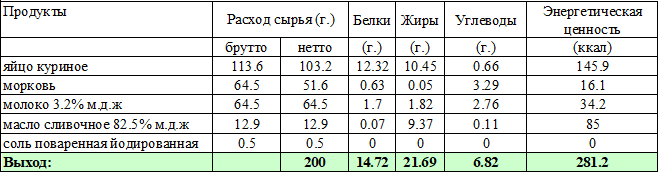 Продукты Расход сырья (г.) Белки Жиры Углеводы Энергетическая ценность
брутто нетто (г.) (г.) (г.) (ккал)
яйцо куриное 113.6 103.2 12.32 10.45 0.66 145.9
морковь 64.5 51.6 0.63 0.05 3.29 16.1
молоко 3.2% м.д.ж 64.5 64.5 1.7 1.82 2.76 34.2
масло сливочное 82.5% м.д.ж 12.9 12.9 0.07 9.37 0.11 85
соль поваренная йодированная 0.5 0.5 0 0 0 0
Выход: 200 14.72 21.69 6.82 281.2